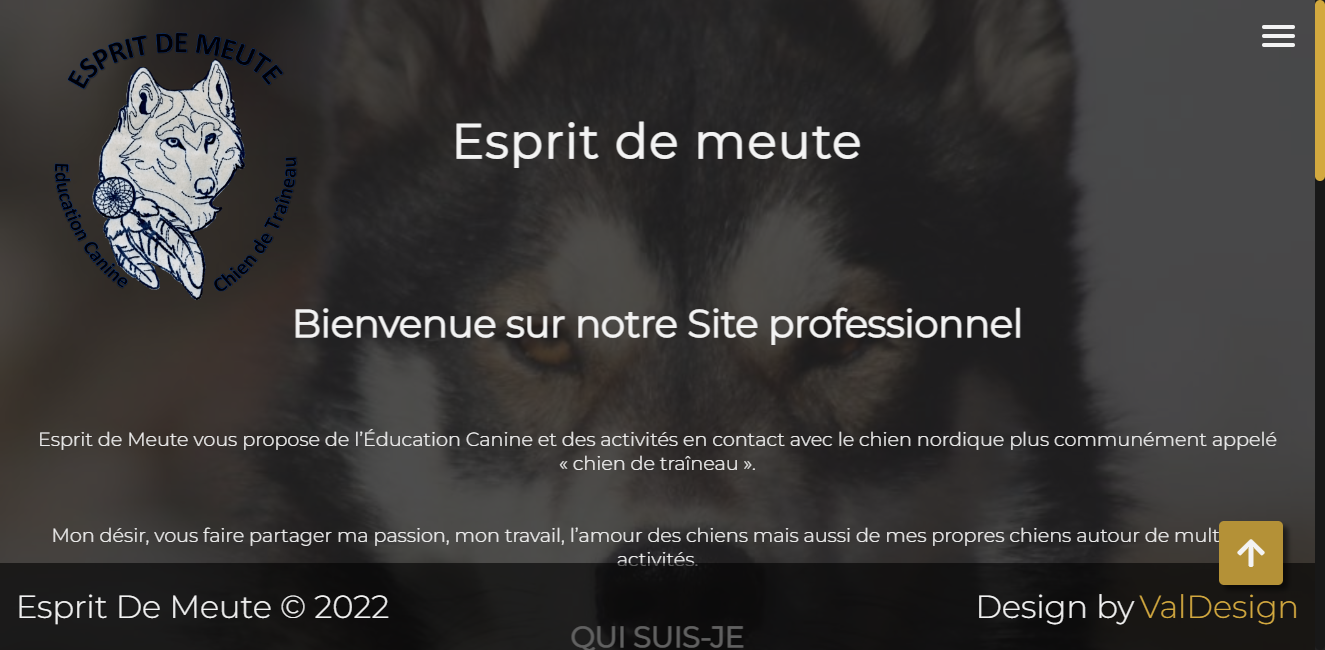 ESPRIT DE MEUTE
Education Canine
Chien de Traîneau
Esprit de meute
Bienvenue sur notre Site professionnel
Esprit de Meute vous propose de l’Éducation Canine et des activités en contact avec le chien nordique plus communément appelé
« chien de traîneau ».
Mon désir, vous faire partager ma passion, mon travail, l’amour des chiens mais aussi de mes propres chiens autour de
activités.
Esprit De Meute © 2022
Design by ValDesign
QUI SUIS-JE